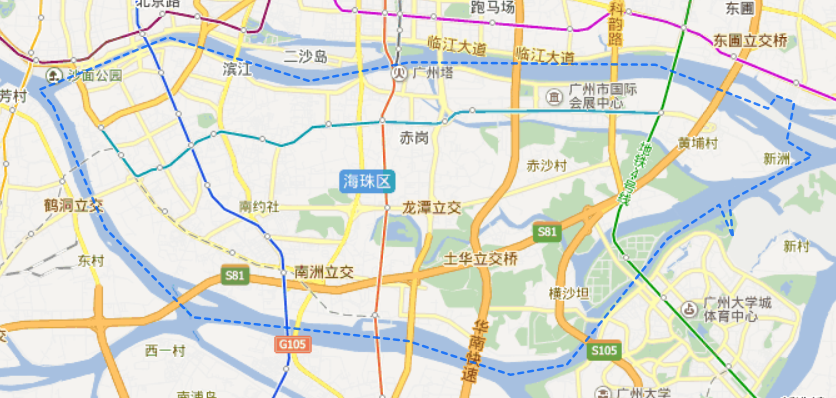 北京路
跑马场
科韵路
东圃
东圃立交桥
临江大道
临江大道
二沙岛
滨江
沙面公园
广州塔
芳村
广州市国际
会展中心
赤岗
黄埔村
地铁4号线
赤沙村
新洲
海珠区
鹤洞立交
南约社
龙潭立交
S81
新村
东村
士华立交桥
S81
南洲立交
横沙坦
广州大学城
体育中心
华南快速
G105
S105
西一村
南浦岛
广州大学